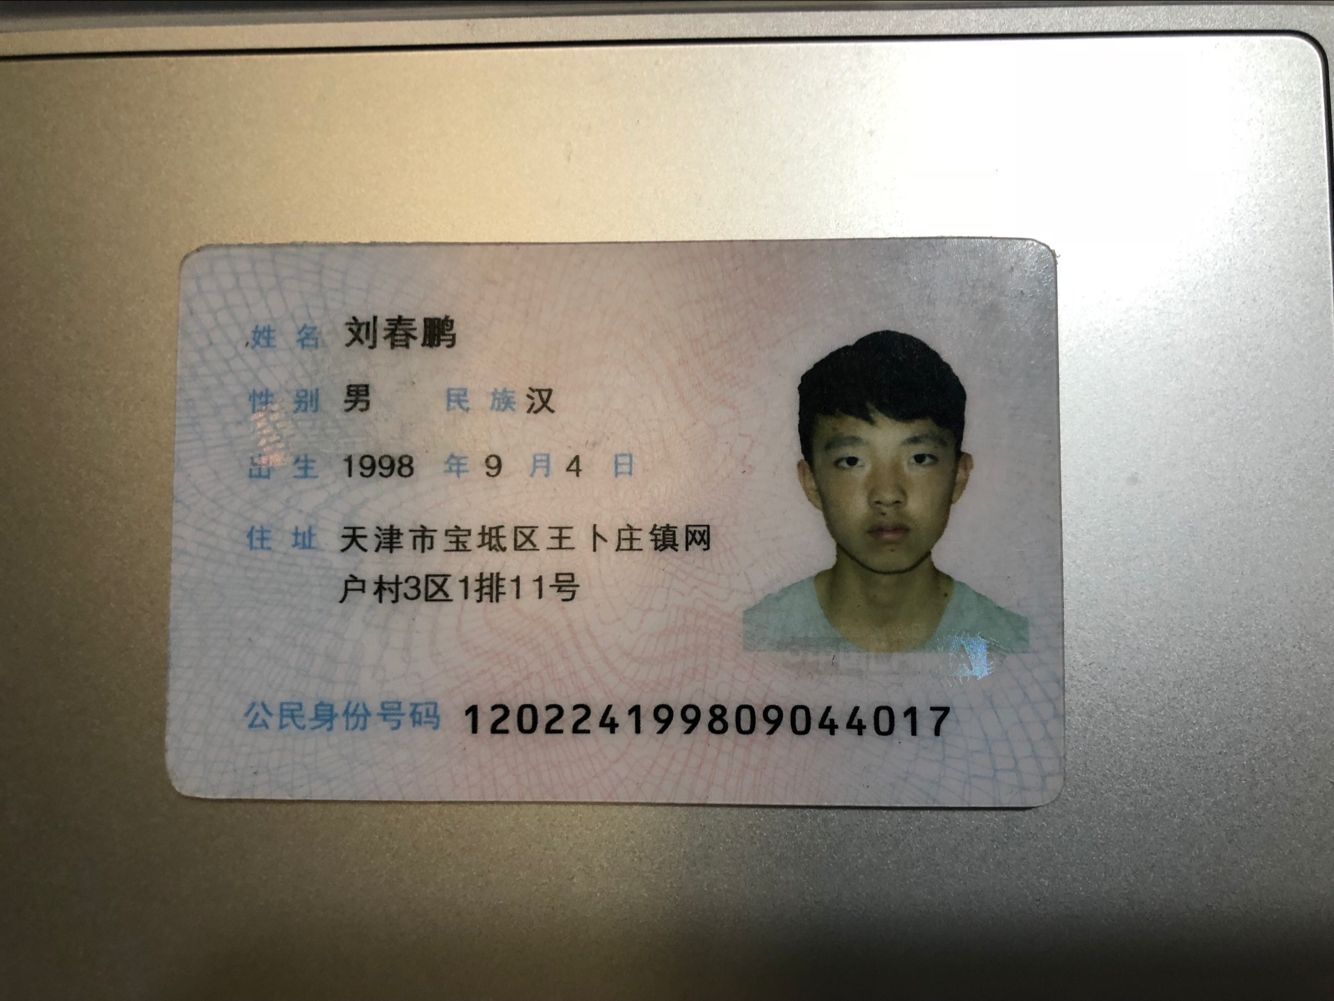 姓名 刘春鹏
性别 男 民族 汉
出生 1998 年 9 月 4 日
住址 天津市宝坻区王卜庄镇网
户村3区1排11号
公民身份号码 120224199809044017